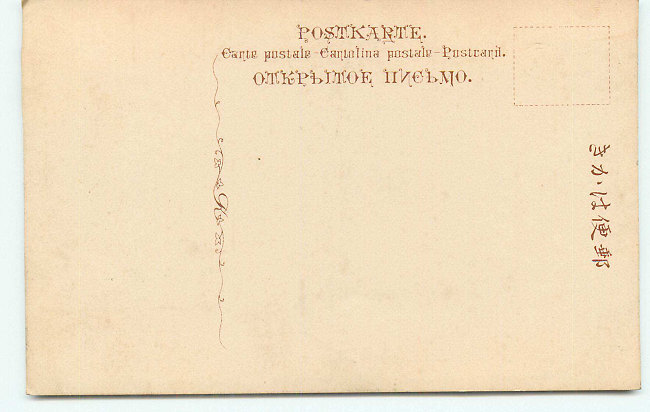 POSTKARTE.
Carte postale-Cartolina postale-Postcard.
ОТКРЫТОЕ ПИСЬМО.
きか・は便郵